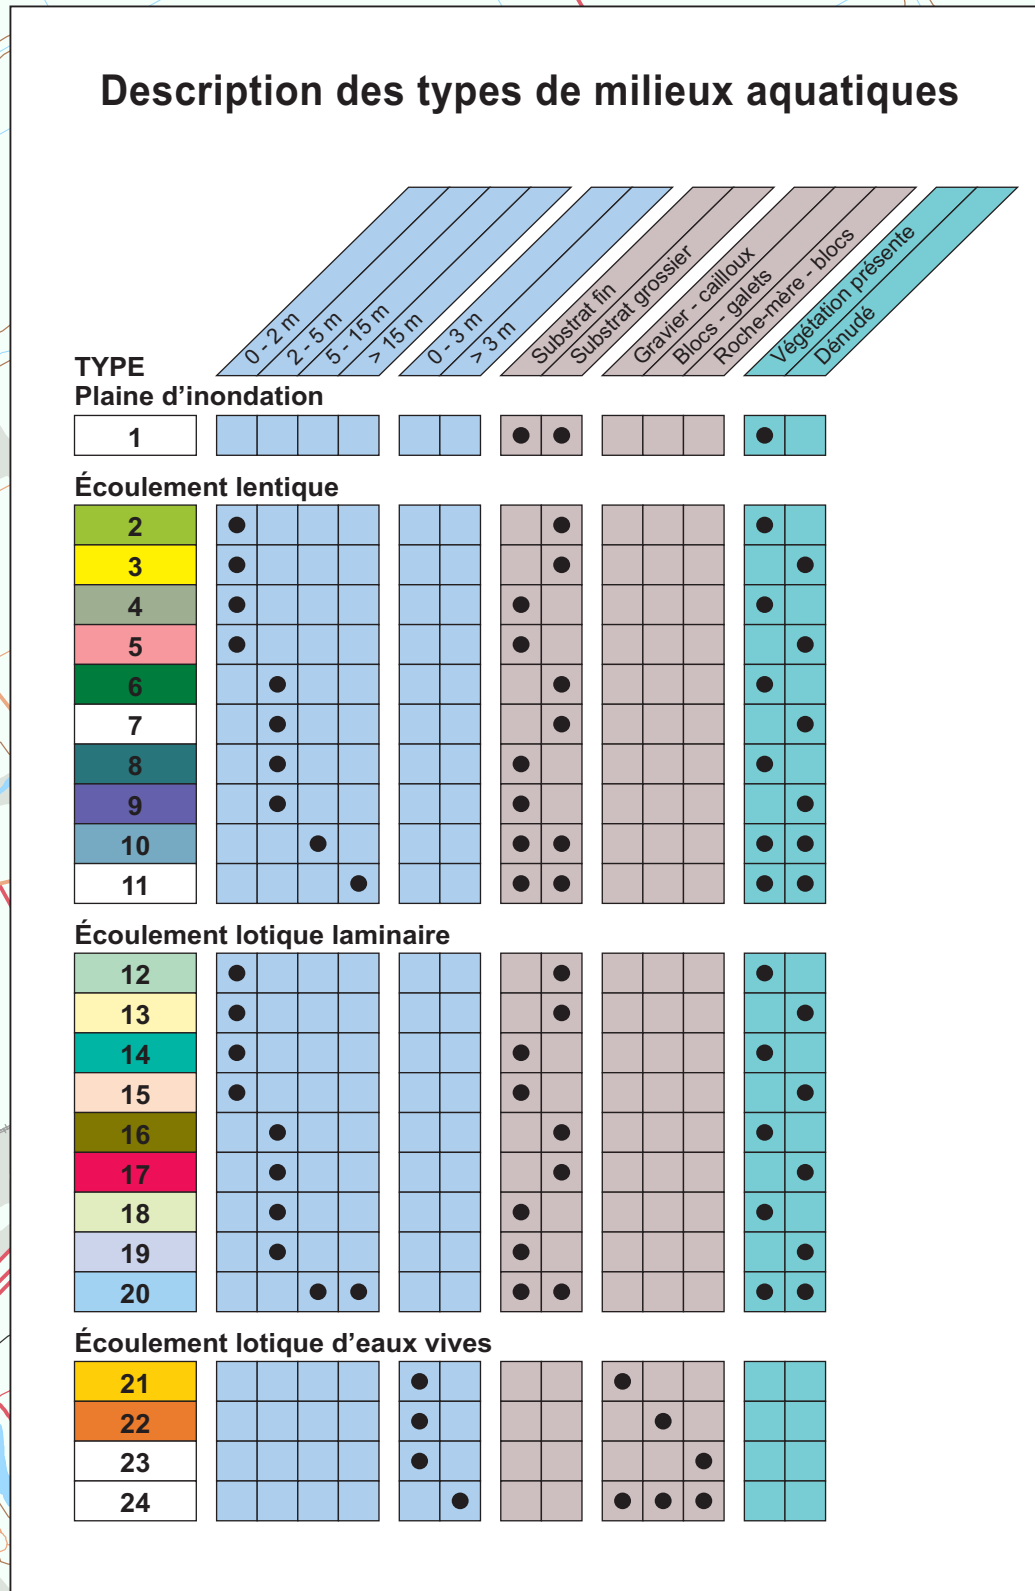 Description des types de milieux aquatiques
0 - 2 m
2 - 5 m
5 - 15 m
> 15 m
0 - 3 m
> 3 m
Substrat fin
Substrat grossier
Gravier - cailloux
Blocs - galets
Roche-mère - blocs
Végétation présente
Dénudé
TYPE
Plaine d’inondation
1
Écoulement lentique
2
3
4
5
6
7
8
9
10
11
Écoulement lotique laminaire
12
13
14
15
16
17
18
19
20
Écoulement lotique d’eaux vives
21
22
23
24